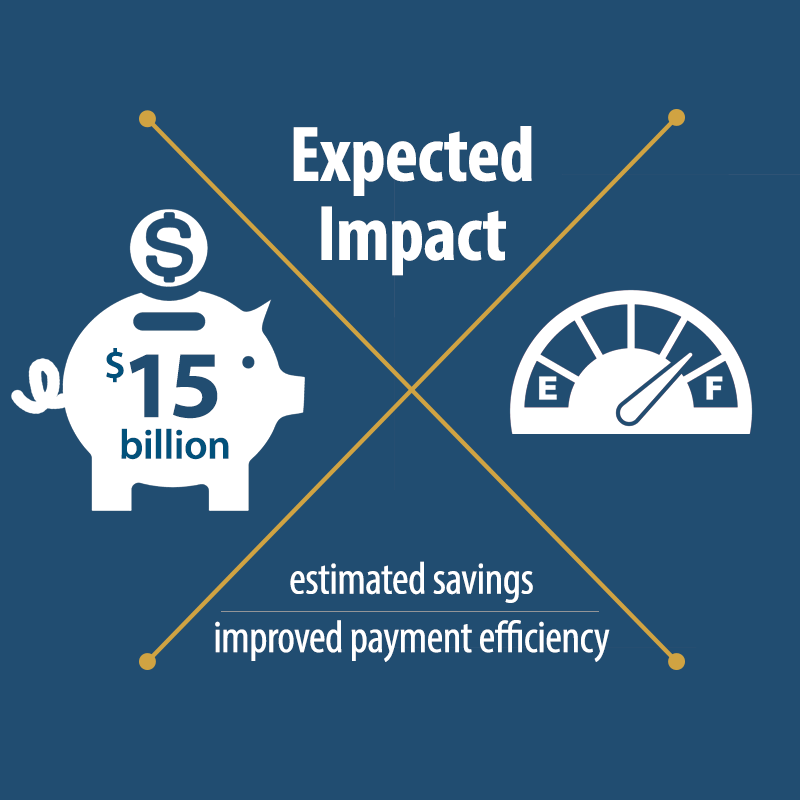 Expected
Impact
$
$15
billion
E
F
estimated savings
improved payment efficiency